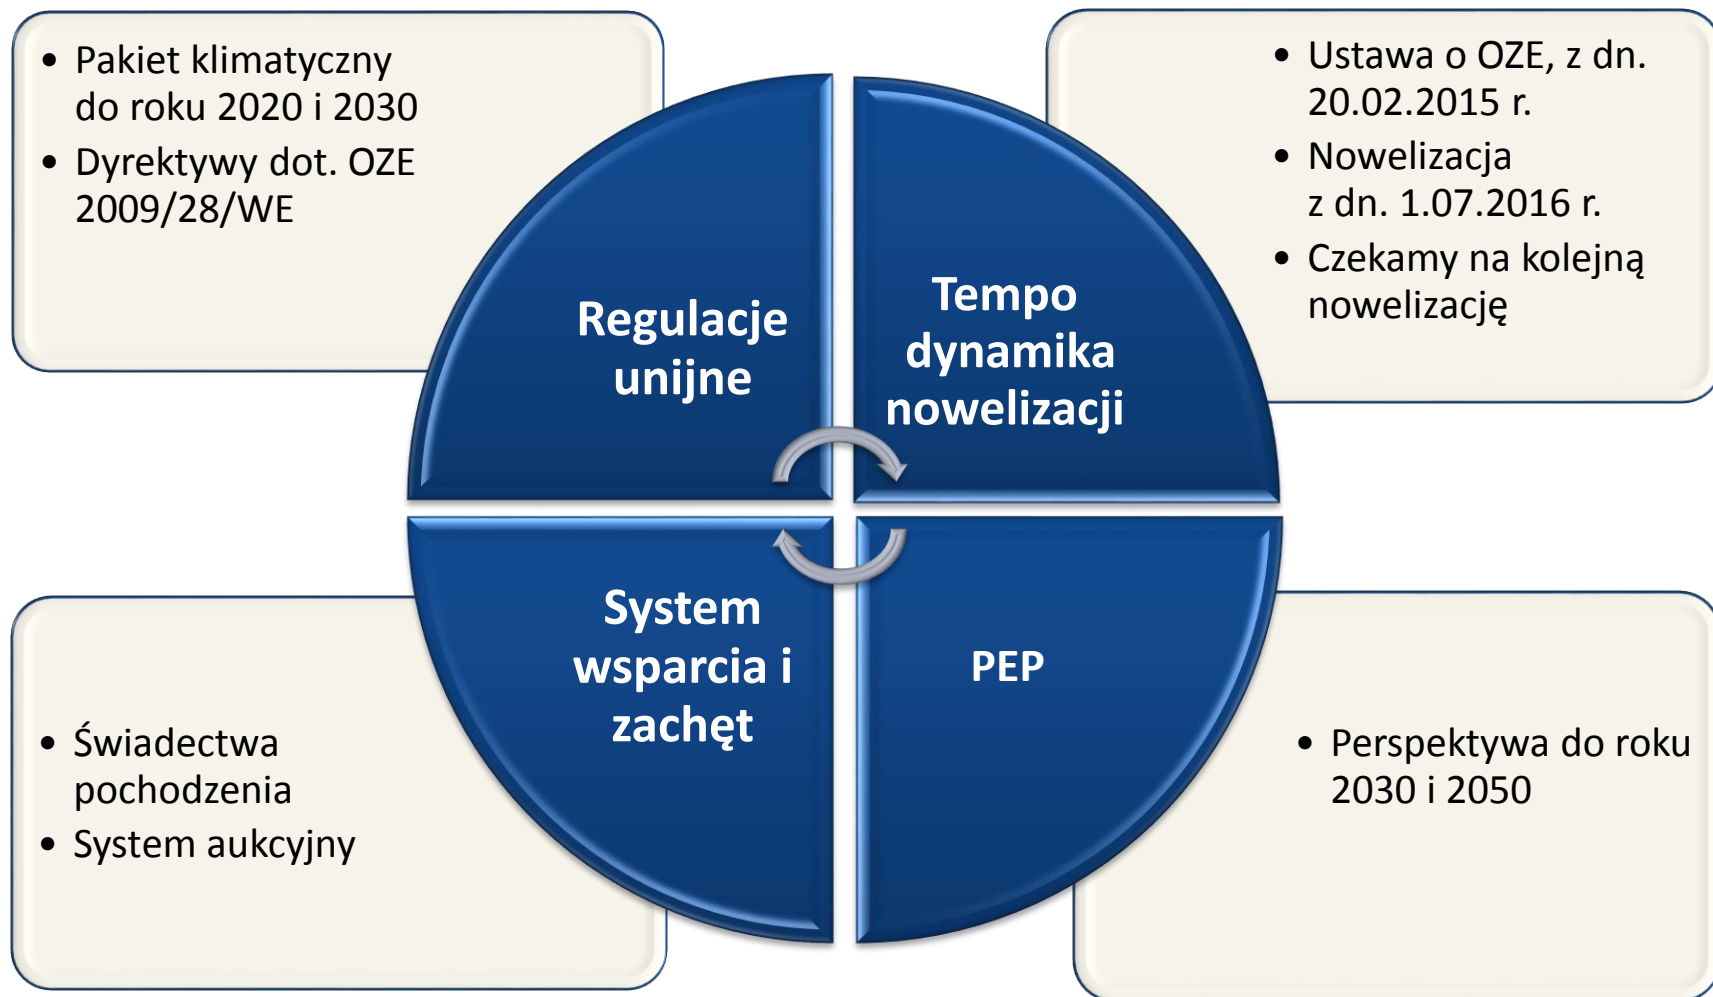 • Pakiet klimatyczny
do roku 2020 i 2030
• Dyrektywy dot. OZE
2009/28/WE
• Ustawa o OZE, z dn.
20.02.2015 r.
• Nowelizacja
z dn. 1.07.2016 r.
• Czekamy na kolejną
nowelizację
Regulacje
unijne
Tempo
dynamika
nowelizacji
System
wsparcia i
zachęt
PEP
• Świadectwa
pochodzenia
• System aukcyjny
• Perspektywa do roku
2030 i 2050